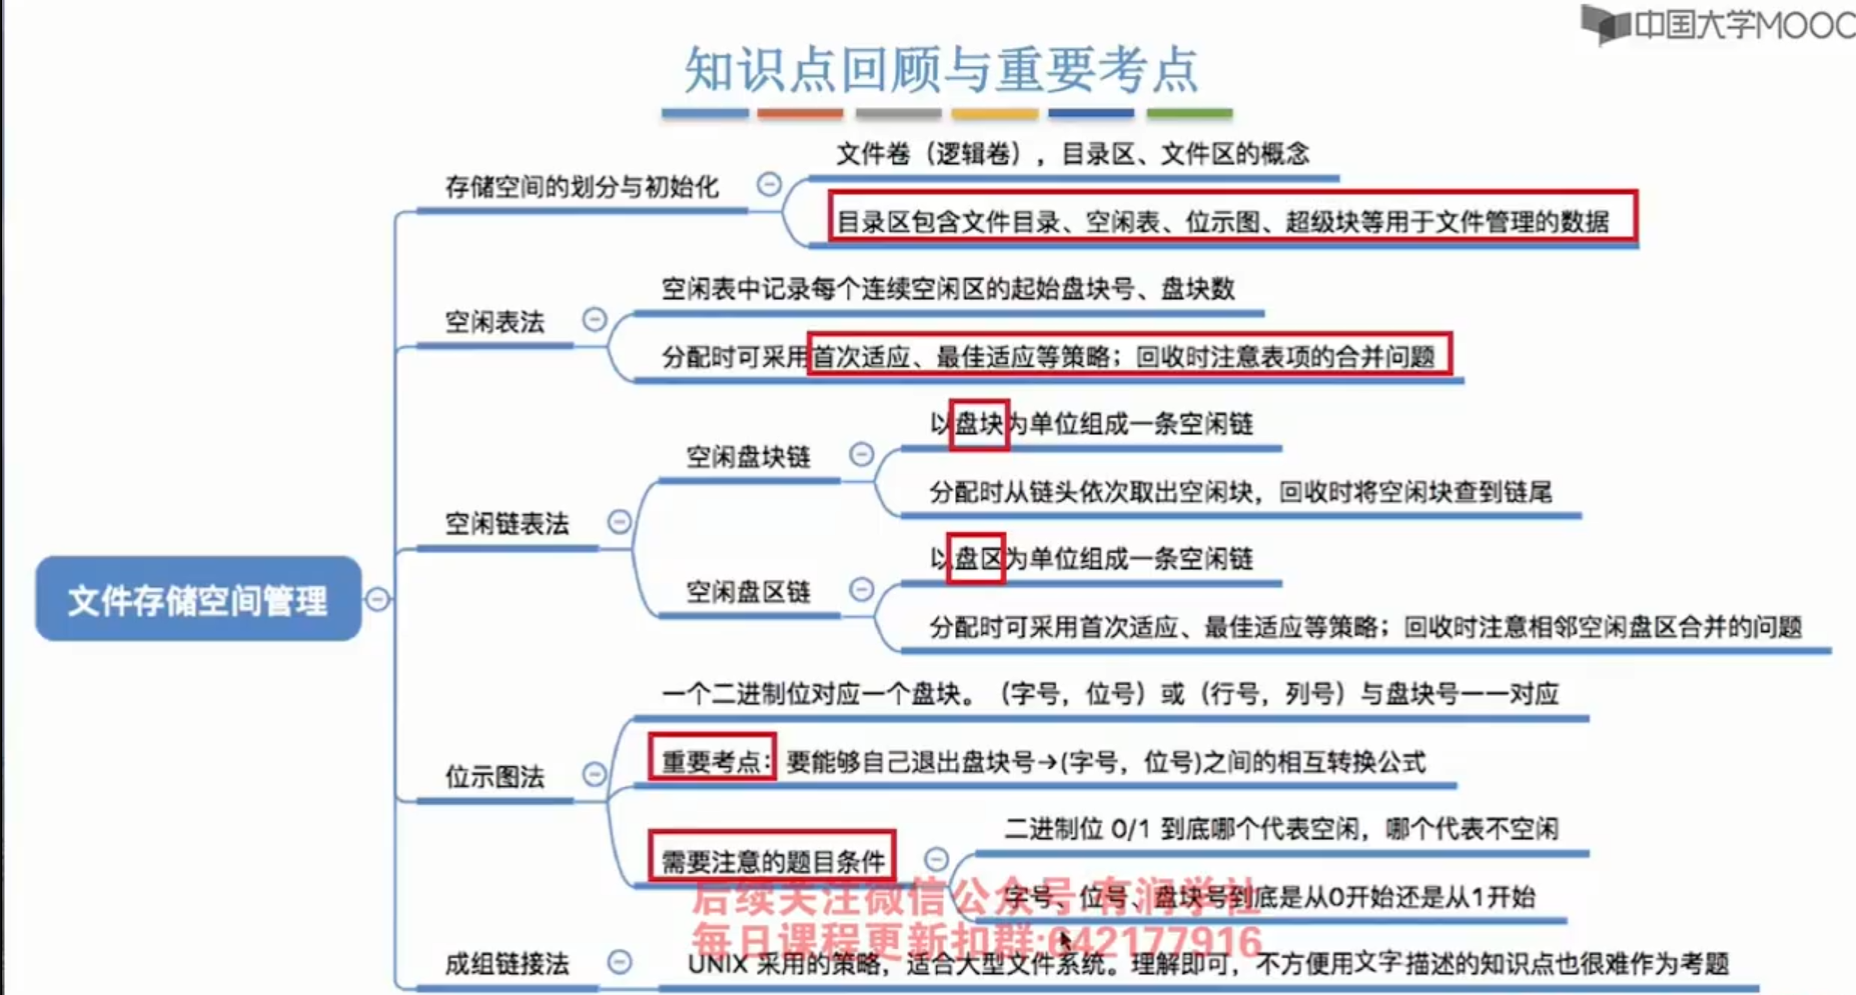 中国大学MOOC
知识点回顾与重要考点
文件卷（逻辑卷），目录区、文件区的概念
存储空间的划分与初始化
目录区包含文件目录、空闲表、位示图、超级块等用于文件管理的数据
空闲表中记录每个连续空闲区的起始盘块号、盘块数
空闲表法
分配时可采用首次适应、最佳适应等策略；回收时注意表项的合并问题
以盘块为单位组成一条空闲链
空闲盘块链
分配时从链头依次取出空闲块，回收时将空闲块查到链尾
空闲链表法
以盘区为单位组成一条空闲链
空闲盘区链
分配时可采用首次适应、最佳适应等策略；回收时注意相邻空闲盘区合并的问题
文件存储空间管理
一个二进制位对应一个盘块。（字号，位号）或（行号，列号）与盘块号一一对应
重要考点：要能够自己退出盘块号→(字号，位号)之间的相互转换公式
位示图法
二进制位 0/1 到底哪个代表空闲，哪个代表不空闲
需要注意的题目条件
字号、位号、盘块号到底是从0开始还是从1开始
后续关注微信公众号:有润学社
每日课程更新扣群:642177916
成组链接法
UNIX 采用的策略，适合大型文件系统。理解即可，不方便用文字描述的知识点也很难作为考题